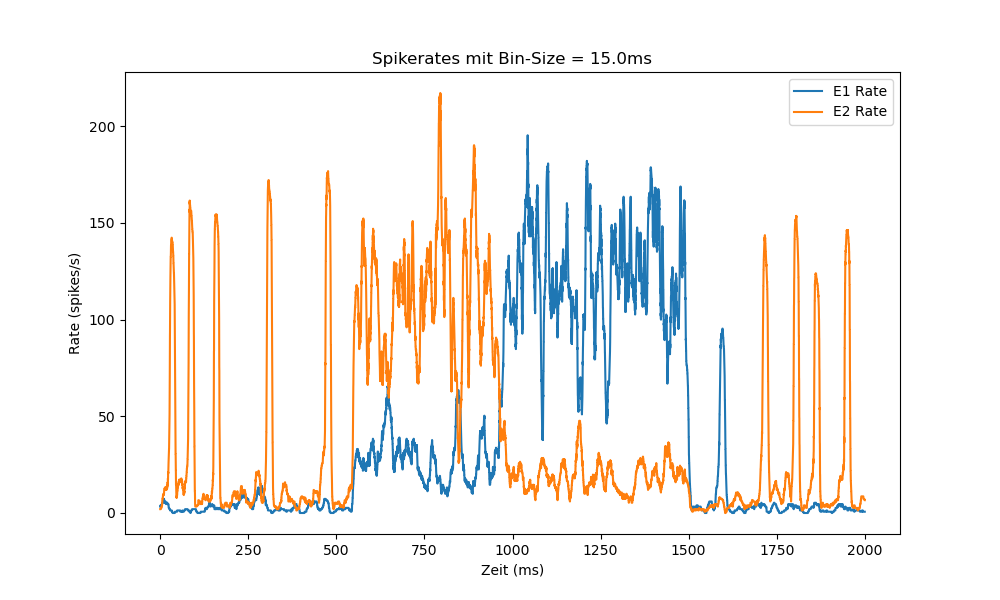 Spikerates mit Bin-Size = 15.0ms
E1 Rate
E2 Rate
Rate (spikes/s)
200
150
100
50
0
0 250 500 750 1000 1250 1500 1750 2000
Zeit (ms)